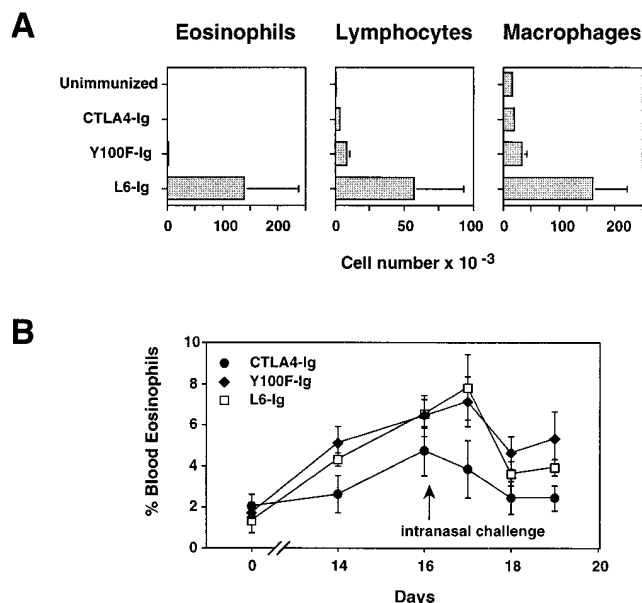 A
Eosinophils Lymphocytes Macrophages
Unimmunized
CTLA4-Ig
Y100F-Ig
L6-Ig
0 100 200 0 50 100 0 100 200
Cell number x 10 -3
B
10
8
6
4
2
0
% Blood Eosinophils
CTLA4-Ig
Y100F-Ig
L6-Ig
intranasal challenge
0 14 16 18 20
Days